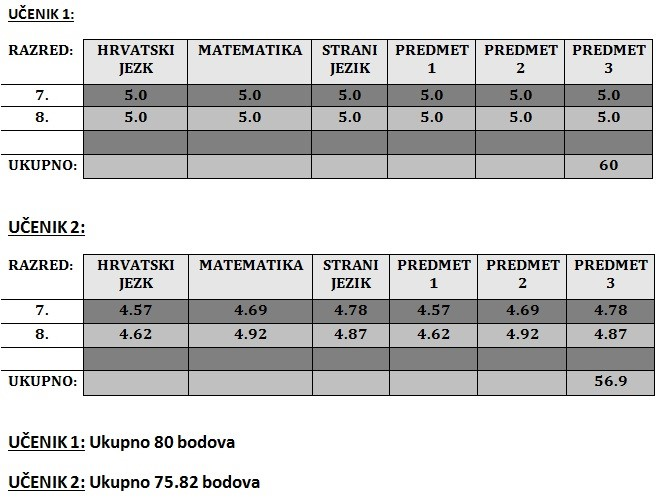 UČENIK 1:
RAZRED: HRVATSKI JEZK MATEMATIKA STRANI JEZIK PREDMET 1 PREDMET 2 PREDMET 3
7. 5.0 5.0 5.0 5.0 5.0 5.0
8. 5.0 5.0 5.0 5.0 5.0 5.0
UKUPNO: 60
UČENIK 2:
RAZRED: HRVATSKI JEZK MATEMATIKA STRANI JEZIK PREDMET 1 PREDMET 2 PREDMET 3
7. 4.57 4.69 4.78 4.57 4.69 4.78
8. 4.62 4.92 4.87 4.62 4.92 4.87
UKUPNO: 56.9
UČENIK 1: Ukupno 80 bodova
UČENIK 2: Ukupno 75.82 bodova